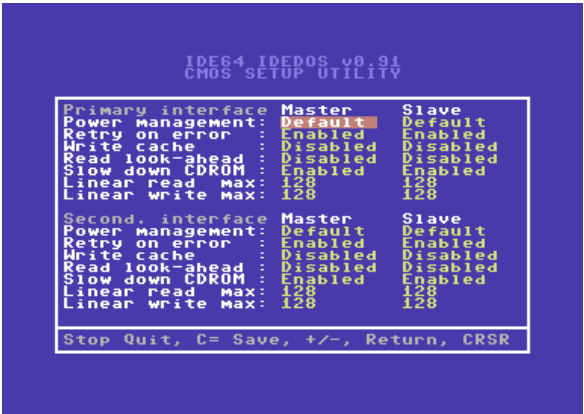 IDE64 IDEDOS v0.91
CMOS SETUP UTILITY
Primary interface Master Slave
Power management: Default Default
Retry on error : Enabled Enabled
Write cache : Disabled Disabled
Read look-ahead : Disabled Disabled
Slow down CDROM : Enabled Enabled
Linear read max: 128 128
Linear write max: 128 128
Second. interface Master Slave
Power management: Default Default
Retry on error : Enabled Enabled
Write cache : Disabled Disabled
Read look-ahead : Disabled Disabled
Slow down CDROM : Enabled Enabled
Linear read max: 128 128
Linear write max: 128 128
Stop Quit, C= Save, +/-, Return, CRSR